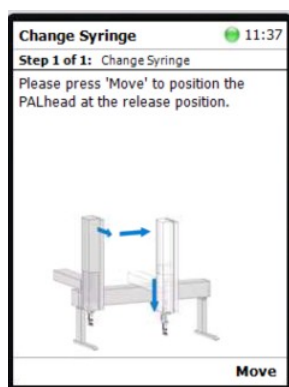 Change Syringe 11:37
Step 1 of 1: Change Syringe
Please press 'Move' to position the
PALhead at the release position.
Move